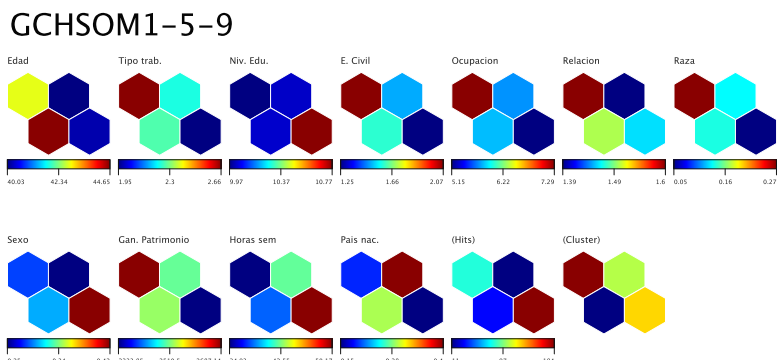 GCHSOM1-5-9
Edad Tipo trab. Niv. Edu. E. Civil Ocupacion Relacion Raza
40.03 42.34 44.65 1.95 2.3 2.66 9.97 10.37 10.77 1.25 1.66 2.07 5.15 6.22 7.29 1.39 1.49 1.6 0.05 0.16 0.27
Sexo Gan. Patrimonio Horas sem Pais nac. (Hits) (Cluster)